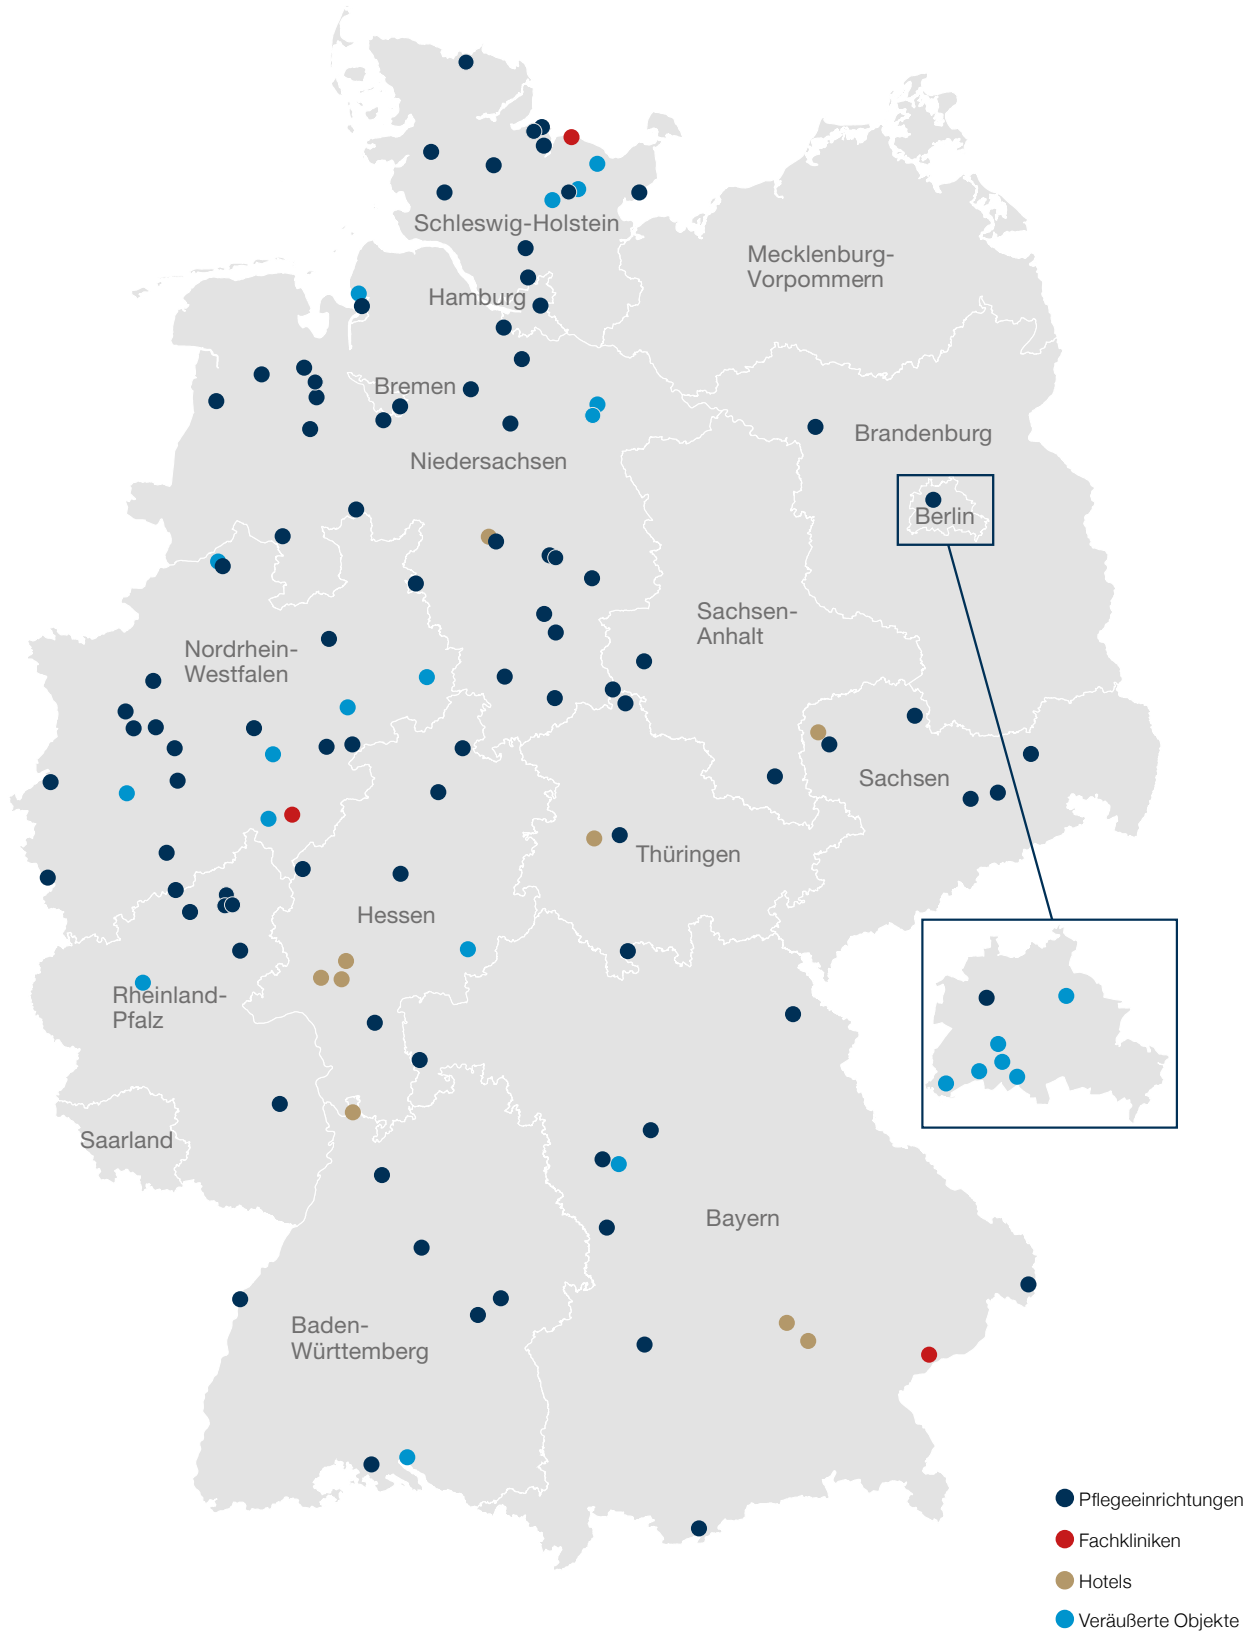 Schleswig-Holstein
Mecklenburg-
Vorpommern
Hamburg
Bremen
Brandenburg
Niedersachsen
Berlin
Sachsen-
Anhalt
Nordrhein-
Westfalen
Sachsen
Thüringen
Hessen
Rheinland-
Pfalz
Saarland
Bayern
Baden-
Württemberg
Pflegeeinrichtungen
Fachkliniken
Hotels
Veräußerte Objekte